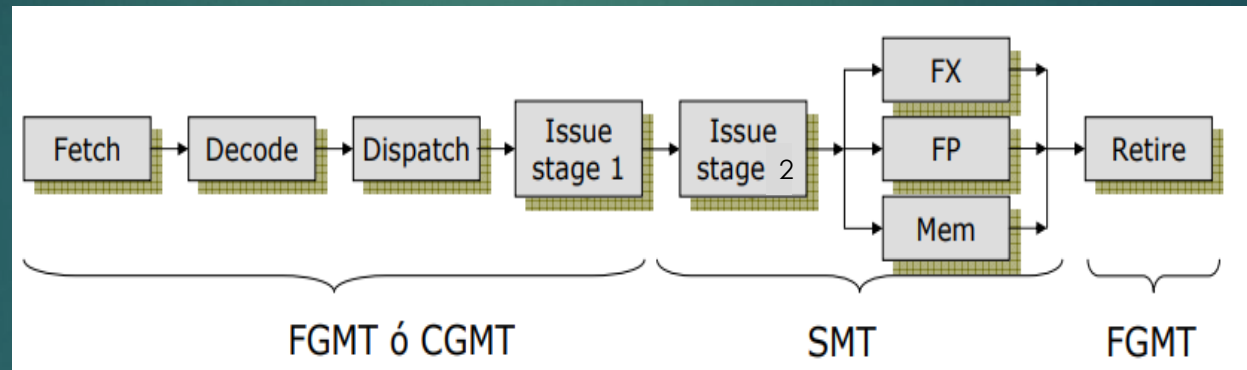 Fetch
Decode
Dispatch
Issue
stage 1
Issue
stage 2
FX
FP
Mem
Retire
FGMT ó CGMT
SMT
FGMT